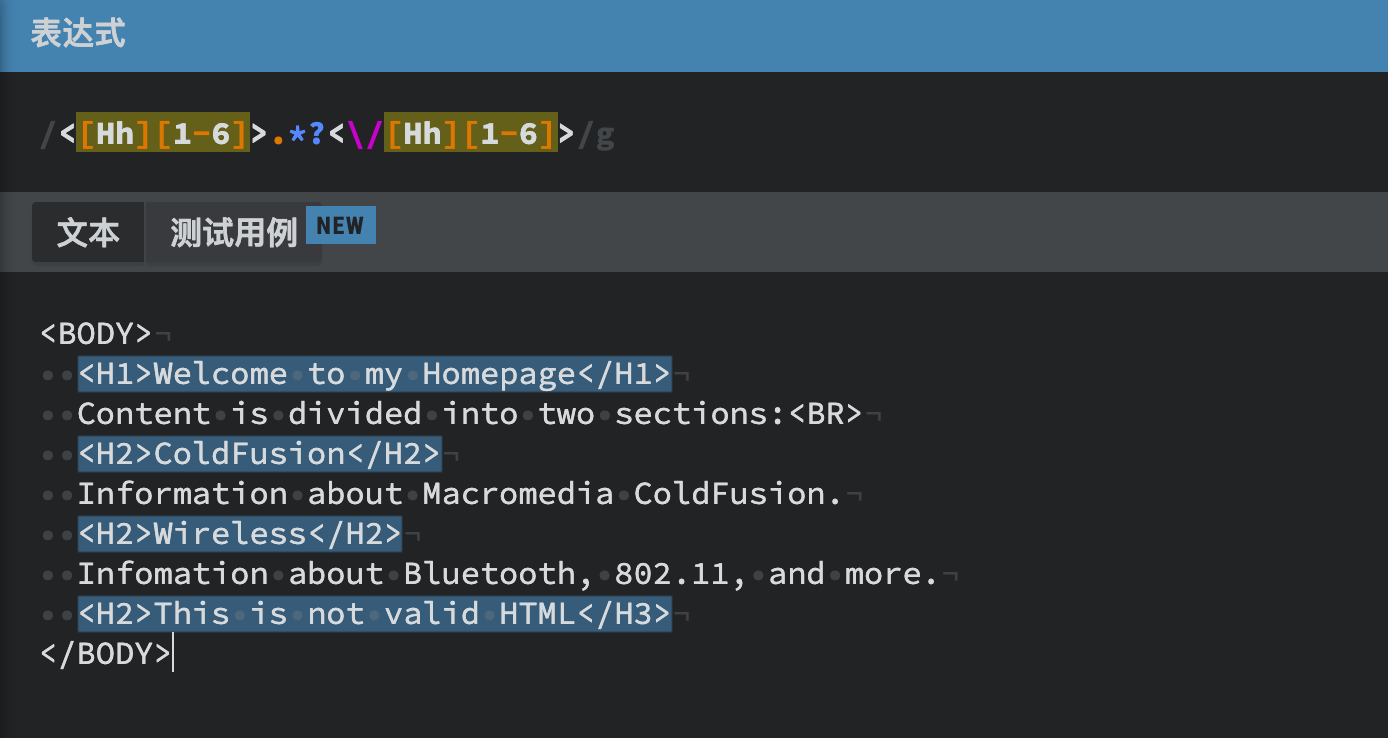 表达式
/<[Hh][1-6]>.*?<\/[Hh][1-6]>/g
文本 测试用例 NEW
<BODY>¬
••<H1>Welcome•to•my•Homepage</H1>¬
••Content•is•divided•into•two•sections:<BR>¬
••<H2>ColdFusion</H2>¬
••Information•about•Macromedia•ColdFusion.¬
••<H2>Wireless</H2>¬
••Infomation•about•Bluetooth,•802.11,•and•more.¬
••<H2>This•is•not•valid•HTML</H3>¬
</BODY>